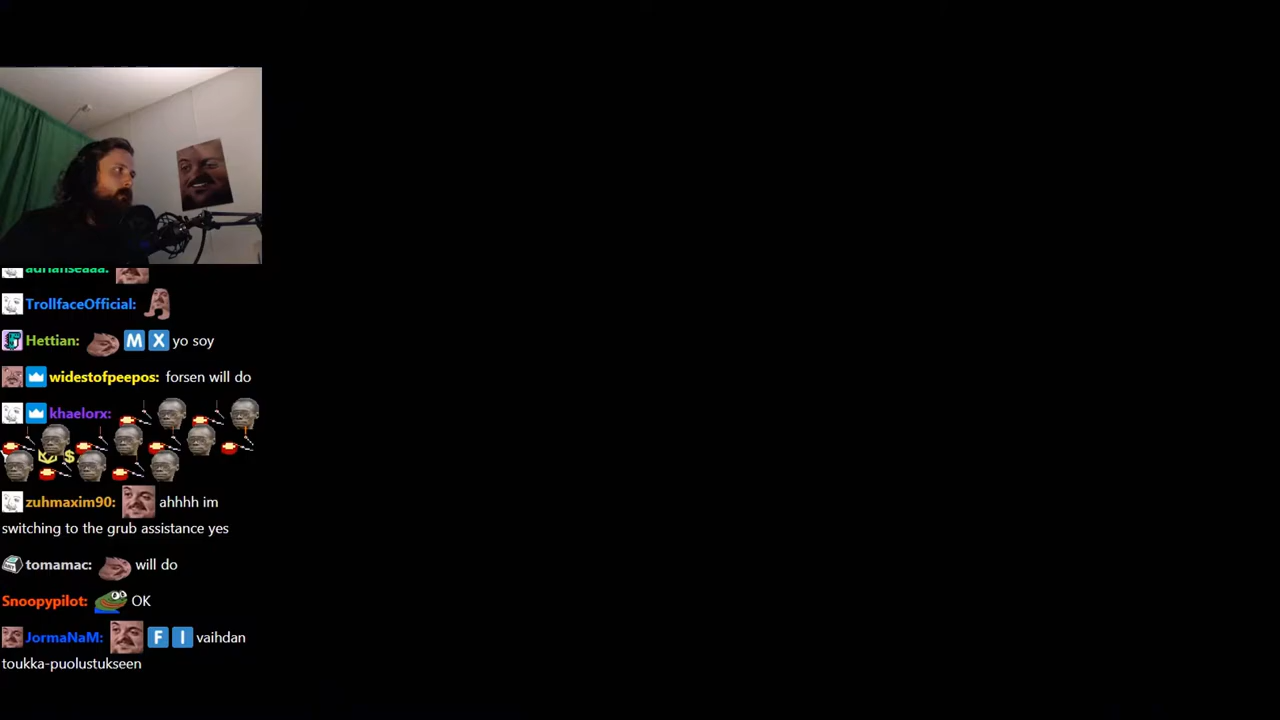 adrianseaaa:
TrollfaceOfficial:
Hettian: M X yo soy
widestofpeepos: forsen will do
khaelorx:
$
zuhmaxim90: ahhhh im
switching to the grub assistance yes
tomamac: will do
Snoopypilot: OK
JormaNaM: F I vaihdan
toukka-puolustukseen